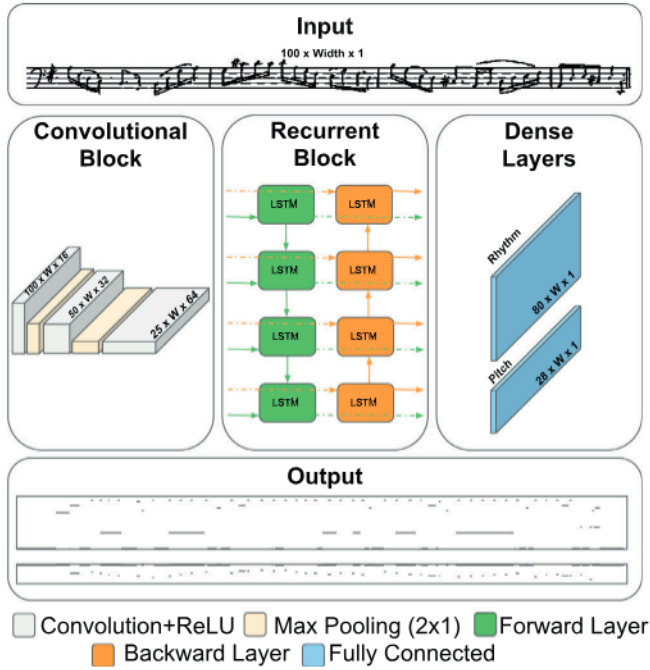 Input
100 x Width x 1
Convolutional
Block
100 x W x 16
50 x W x 32
25 x W x 64
Recurrent
Block
LSTM
LSTM
LSTM
LSTM
LSTM
LSTM
LSTM
LSTM
Dense
Layers
Rhythm
80 x W x 1
Pitch
28 x W x 1
Output
Convolution+ReLU
Max Pooling (2x1)
Forward Layer
Backward Layer
Fully Connected